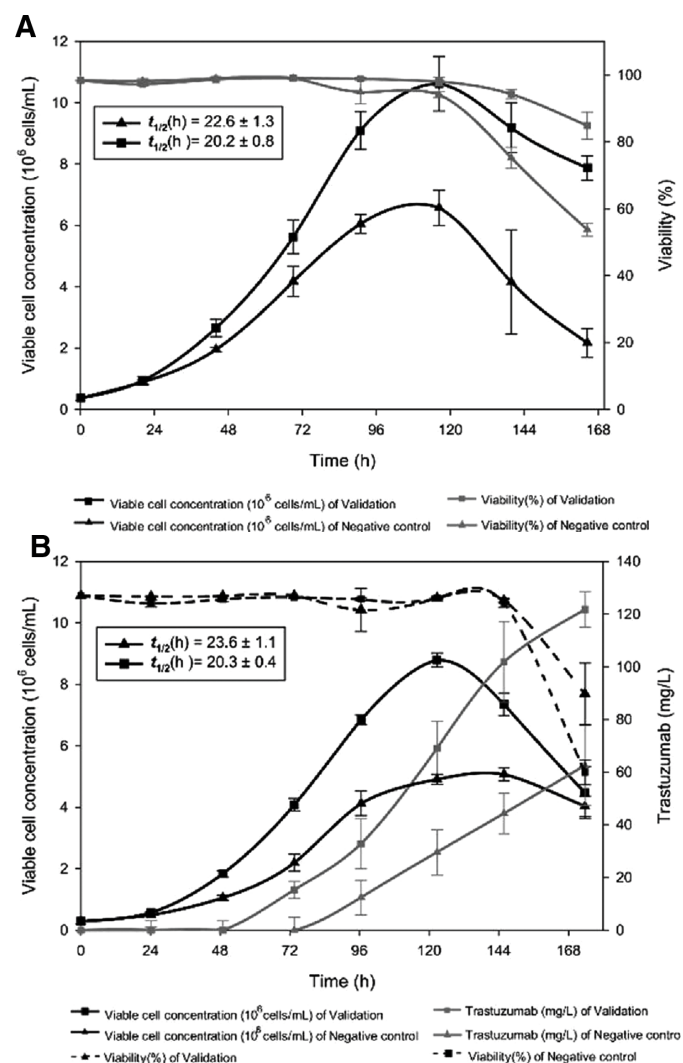 A
12
10
8
6
4
2
0
Viable cell concentration (10⁶ cells/mL)
t1/2(h) = 22.6 ± 1.3
t1/2(h )= 20.2 ± 0.8
100
80
60
40
20
0
Viability (%)
0 24 48 72 96 120 144 168
Time (h)
Viable cell concentration (10⁶ cells/mL) of Validation
Viability(%) of Validation
Viable cell concentration (10⁶ cells/mL) of Negative control
Viability(%) of Negative control
B
12
10
8
6
4
2
0
Viable cell concentration (10⁶ cells/mL)
t1/2(h) = 23.6 ± 1.1
t1/2(h )= 20.3 ± 0.4
140
120
100
80
60
40
20
0
Trastuzumab (mg/L)
0 24 48 72 96 120 144 168
Time (h)
Viable cell concentration (10⁶ cells/mL) of Validation
Trastuzumab (mg/L) of Validation
Viable cell concentration (10⁶ cells/mL) of Negative control
Trastuzumab (mg/L) of Negative contro
Viability(%) of Validation
Viability(%) of Negative control